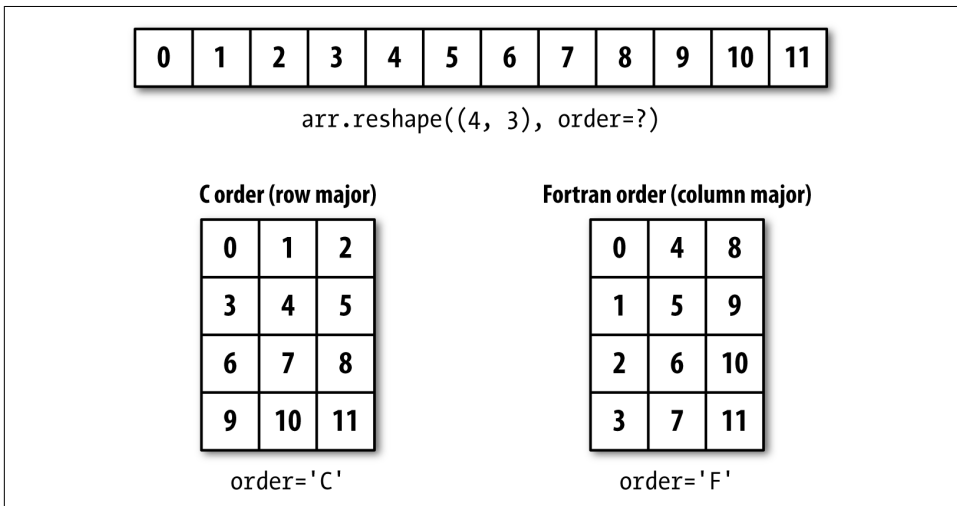 0 1 2 3 4 5 6 7 8 9 10 11
arr.reshape((4, 3), order=?)
C order (row major)
0 1 2
3 4 5
6 7 8
9 10 11
order='C'
Fortran order (column major)
0 4 8
1 5 9
2 6 10
3 7 11
order='F'